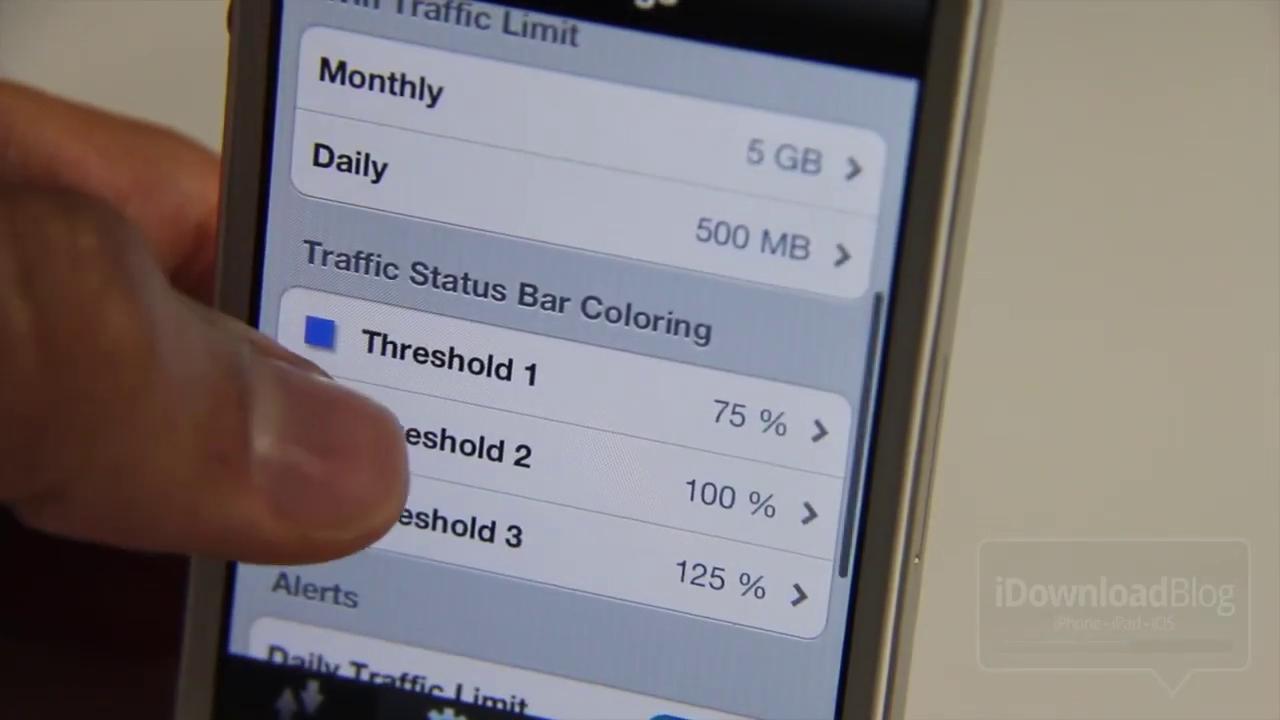 Traffic Limit
Monthly
5 GB
Daily
500 MB
Traffic Status Bar Coloring
Threshold 1
75 %
eshold 2
100 %
eshold 3
125 %
Alerts
Daily Traffic Limit
iDownloadBlog
iPhone • iPad • iOS